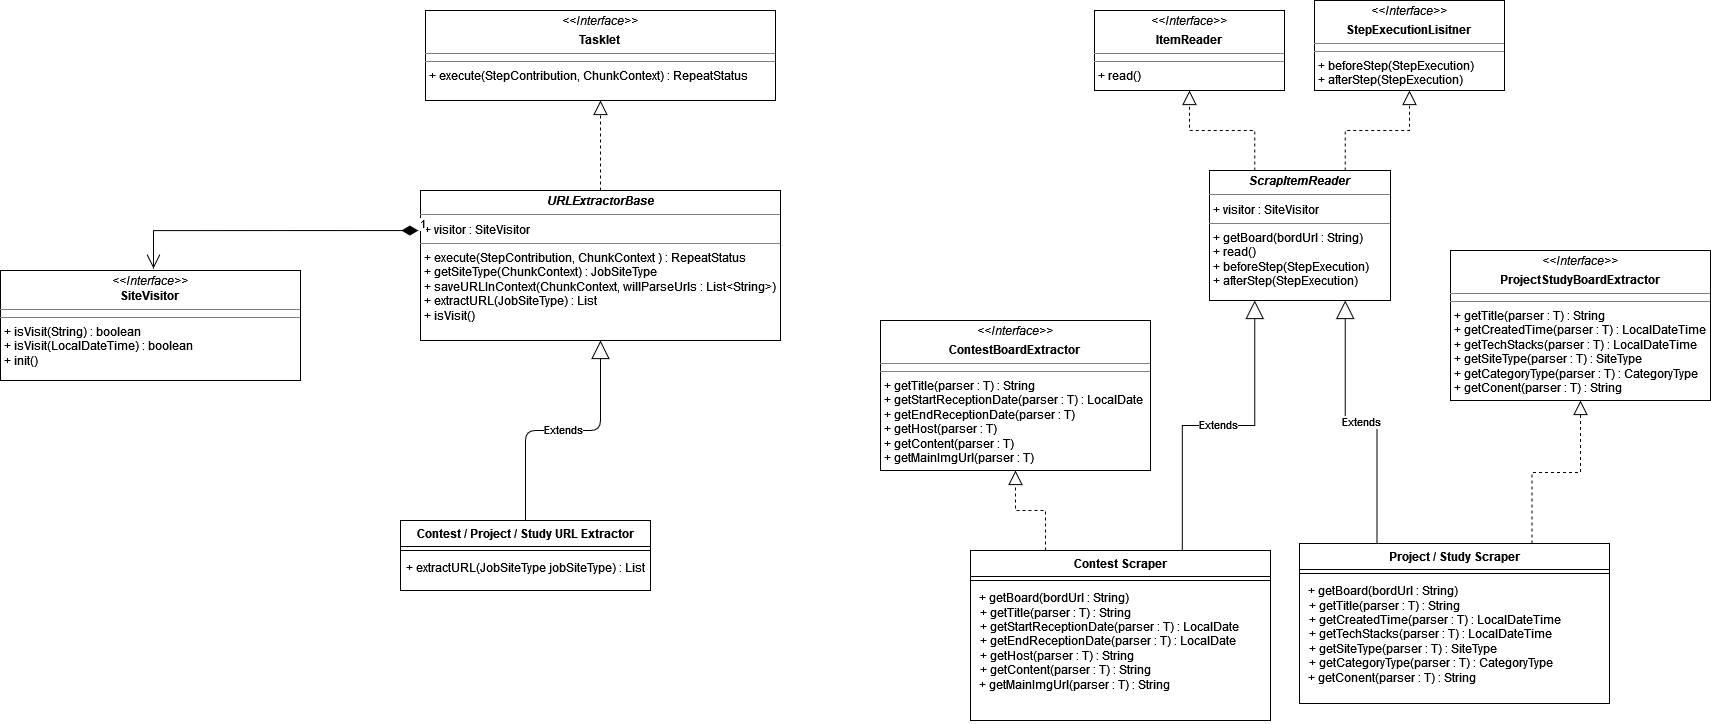 <<Interface>>
Tasklet
+ execute(StepContribution, ChunkContext) : RepeatStatus
URLExtractorBase
1
+ visitor : SiteVisitor
+ execute(StepContribution, ChunkContext ) : RepeatStatus
+ getSiteType(ChunkContext) : JobSiteType
+ saveURLInContext(ChunkContext, willParseUrls : List<String>)
+ extractURL(JobSiteType) : List
+ isVisit()
<<Interface>>
SiteVisitor
+ isVisit(String) : boolean
+ isVisit(LocalDateTime) : boolean
+ init()
Extends
Contest / Project / Study URL Extractor
+ extractURL(JobSiteType jobSiteType) : List
<<Interface>>
ItemReader
+ read()
<<Interface>>
StepExecutionLisitner
+ beforeStep(StepExecution)
+ afterStep(StepExecution)
ScrapItemReader
+ visitor : SiteVisitor
+ getBoard(bordUrl : String)
+ read()
+ beforeStep(StepExecution)
+ afterStep(StepExecution)
<<Interface>>
ProjectStudyBoardExtractor
+ getTitle(parser : T) : String
+ getCreatedTime(parser : T) : LocalDateTime
+ getTechStacks(parser : T) : LocalDateTime
+ getSiteType(parser : T) : SiteType
+ getCategoryType(parser : T) : CategoryType
+ getConent(parser : T) : String
<<Interface>>
ContestBoardExtractor
+ getTitle(parser : T) : String
+ getStartReceptionDate(parser : T) : LocalDate
+ getEndReceptionDate(parser : T)
+ getHost(parser : T)
+ getContent(parser : T)
+ getMainImgUrl(parser : T)
Extends
Extends
Contest Scraper
+ getBoard(bordUrl : String)
+ getTitle(parser : T) : String
+ getStartReceptionDate(parser : T) : LocalDate
+ getEndReceptionDate(parser : T) : LocalDate
+ getHost(parser : T) : String
+ getContent(parser : T) : String
+ getMainImgUrl(parser : T) : String
Project / Study Scraper
+ getBoard(bordUrl : String)
+ getTitle(parser : T) : String
+ getCreatedTime(parser : T) : LocalDateTime
+ getTechStacks(parser : T) : LocalDateTime
+ getSiteType(parser : T) : SiteType
+ getCategoryType(parser : T) : CategoryType
+ getConent(parser : T) : String